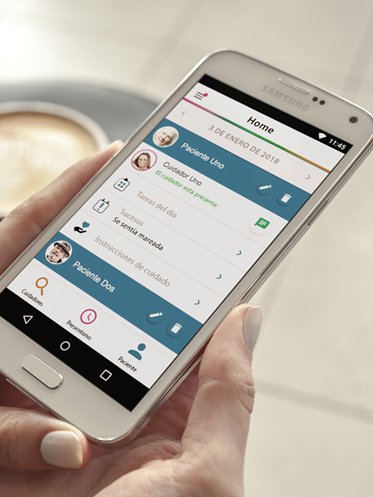 SAMSUNG
11:45
Home
3 DE ENERO DE 2018
Paciente Uno
Cuidador Uno
El cuidador esta presente
Tareas del día
Sucesos
Se sentía mareada
Instrucciones de cuidado
Paciente Dos
Cuidadores
Presentismo
Paciente